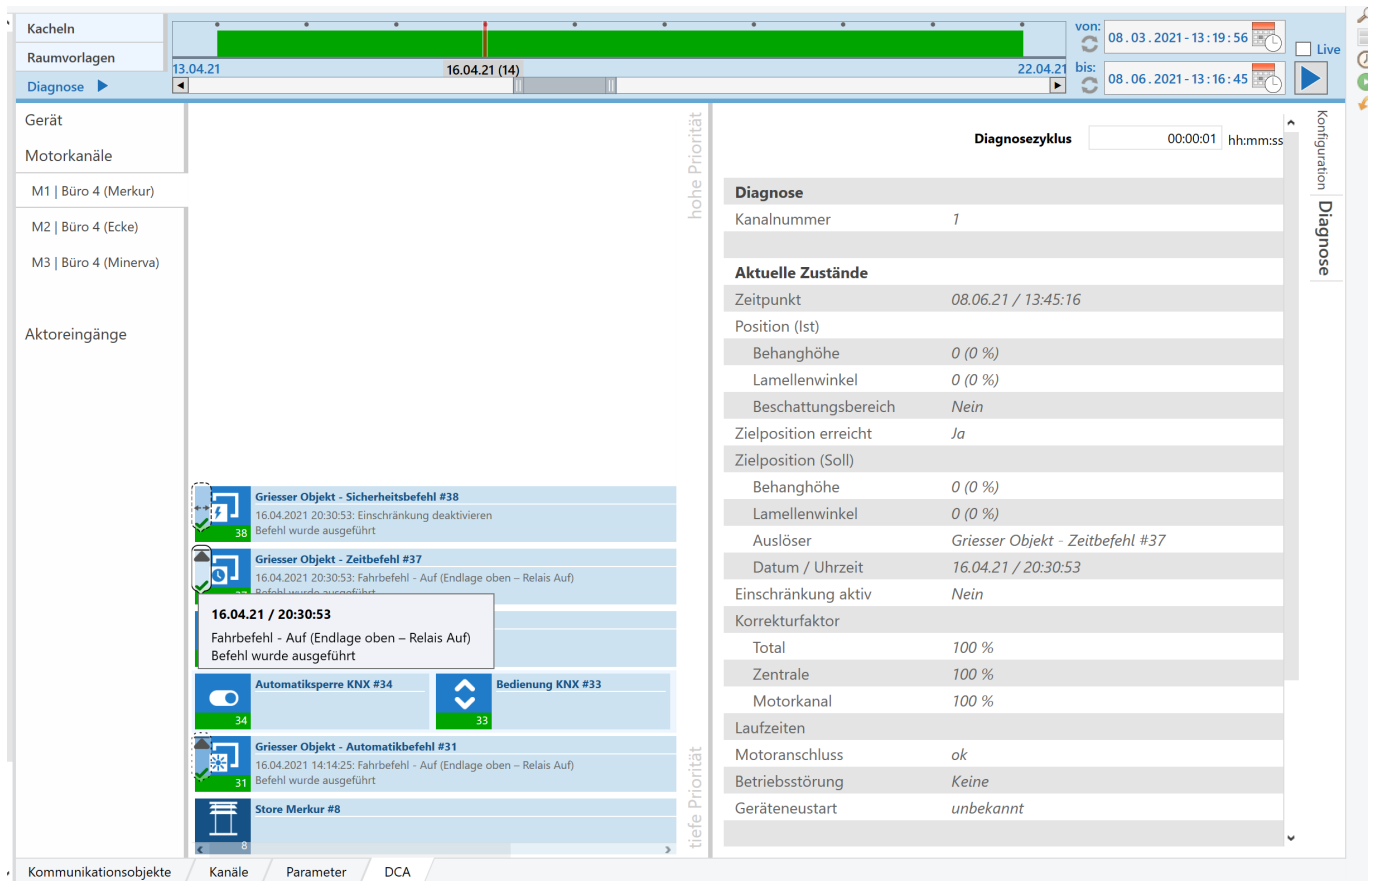 Kacheln
Raumvorlagen
Diagnose
13.04.21
16.04.21 (14)
22.04.21
von:
08.03.2021-13:19:56
bis:
08.06.2021-13:16:45
Live
Gerät
Motorkanäle
M1 | Büro 4 (Merkur)
M2 | Büro 4 (Ecke)
M3 | Büro 4 (Minerva)
Aktoreingänge
hohe Priorität
Griesser Objekt - Sicherheitsbefehl #38
16.04.2021 20:30:53: Einschränkung deaktivieren
Befehl wurde ausgeführt
38
Griesser Objekt - Zeitbefehl #37
16.04.2021 20:30:53: Fahrbefehl - Auf (Endlage oben – Relais Auf)
Befehl wurde ausgeführt
37
16.04.21 / 20:30:53
Fahrbefehl - Auf (Endlage oben – Relais Auf)
Befehl wurde ausgeführt
Automatiksperre KNX #34
34
Bedienung KNX #33
33
Griesser Objekt - Automatikbefehl #31
16.04.2021 14:14:25: Fahrbefehl - Auf (Endlage oben – Relais Auf)
Befehl wurde ausgeführt
31
Store Merkur #8
8
tiefe Priorität
Diagnosezyklus 00:00:01 hh:mm:ss
Diagnose
Kanalnummer 1
Aktuelle Zustände
Zeitpunkt 08.06.21 / 13:45:16
Position (Ist)
Behanghöhe 0 (0 %)
Lamellenwinkel 0 (0 %)
Beschattungsbereich Nein
Zielposition erreicht Ja
Zielposition (Soll)
Behanghöhe 0 (0 %)
Lamellenwinkel 0 (0 %)
Auslöser Griesser Objekt - Zeitbefehl #37
Datum / Uhrzeit 16.04.21 / 20:30:53
Einschränkung aktiv Nein
Korrekturfaktor
Total 100 %
Zentrale 100 %
Motorkanal 100 %
Laufzeiten
Motoranschluss ok
Betriebsstörung Keine
Geräteneustart unbekannt
Konfiguration
Diagnose
Kommunikationsobjekte
Kanäle
Parameter
DCA